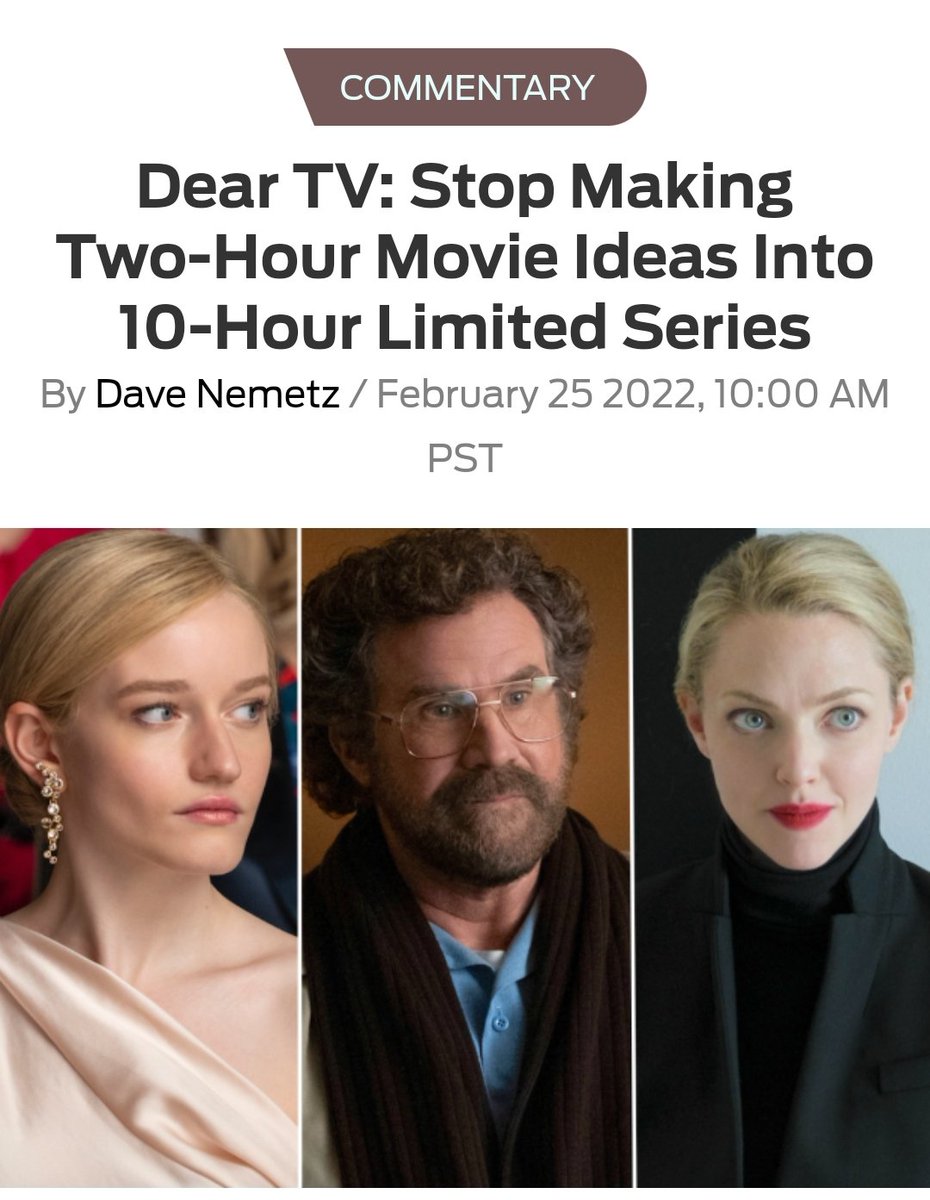 COMMENTARY
Dear TV: Stop Making
Two-Hour Movie Ideas Into
10-Hour Limited Series
By Dave Nemetz / February 25 2022, 10:00 AM
PST